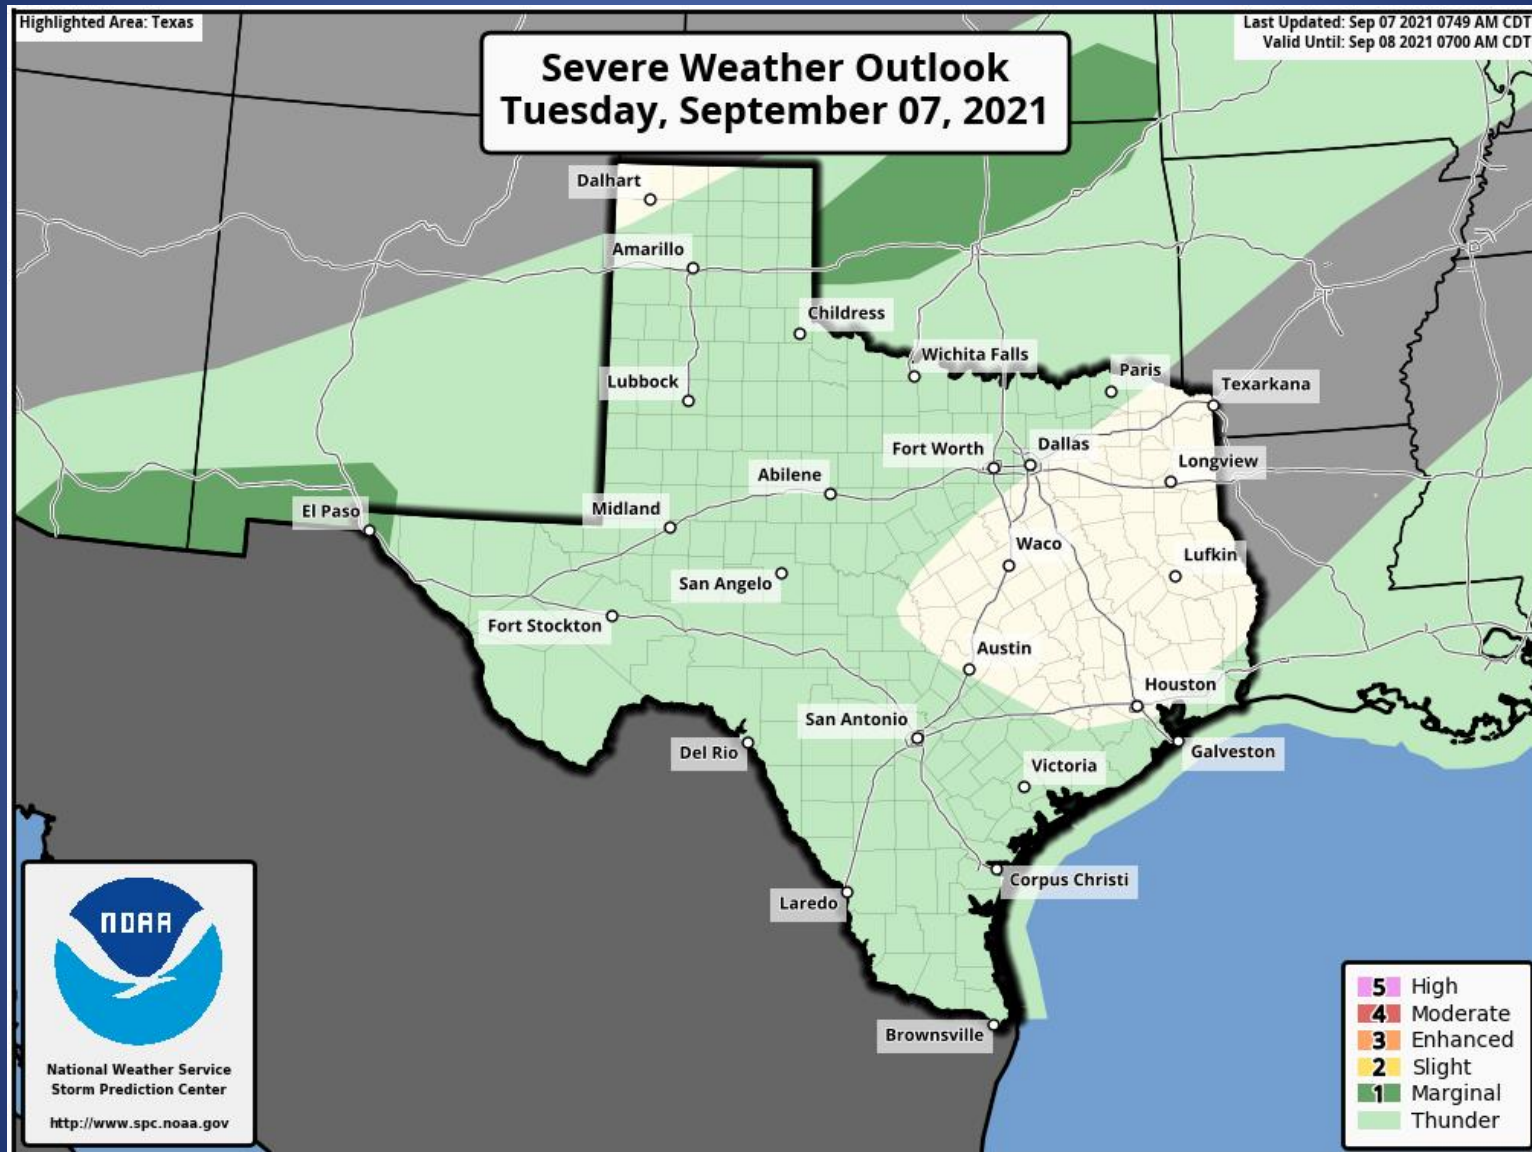 Highlighted Area: Texas
Last Updated: Sep 07 2021 0749 AM CDT
Valid Until: Sep 08 2021 0700 AM CDT
Severe Weather Outlook
Tuesday, September 07, 2021
Dalhart
Amarillo
Childress
Wichita Falls
Paris
Texarkana
Lubbock
Fort Worth
Dallas
Longview
Abilene
El Paso
Midland
Waco
Lufkin
San Angelo
Fort Stockton
Austin
Houston
San Antonio
Del Rio
Galveston
Victoria
Corpus Christi
Laredo
Brownsville
NOAA
National Weather Service
Storm Prediction Center
http://www.spc.noaa.gov
5 High
4 Moderate
3 Enhanced
2 Slight
1 Marginal
Thunder